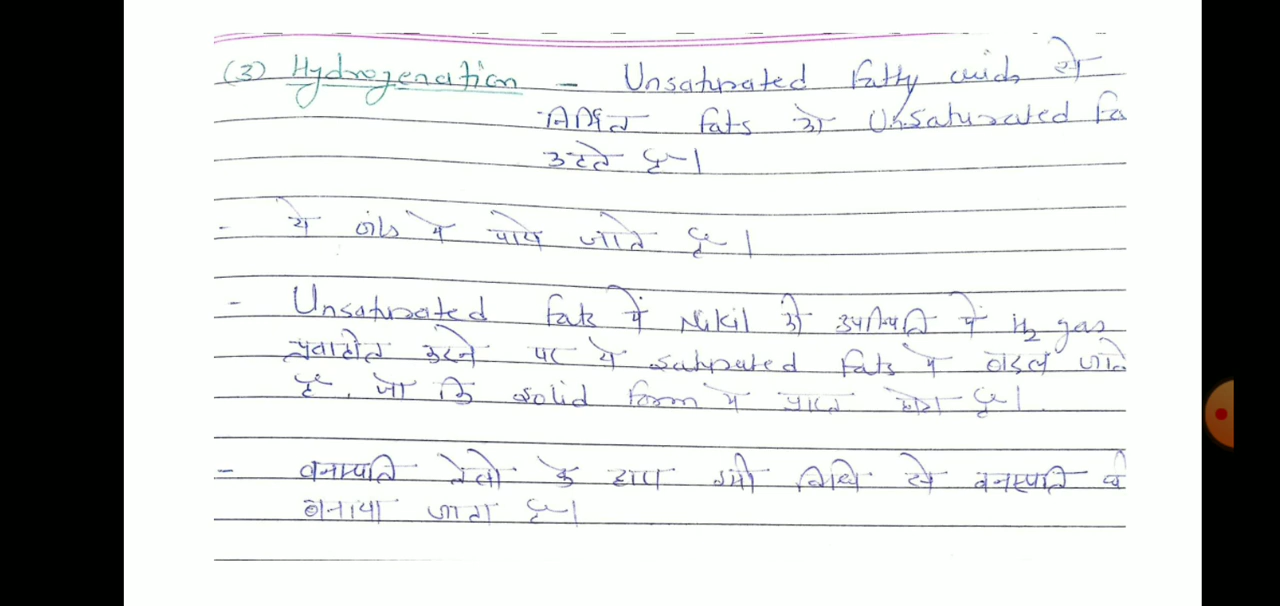 (3) Hydrogenation - Unsaturated Fatty acids से
निर्मित Fats को Unsaturated Fa
कहते हैं।
- ये oils में पाये जाते हैं।
- Unsaturated Fats में Nikil की उपस्थिति में H₂ gas
प्रवाहीत करने पर ये saturated Fats में बदल जाते
हैं, जो कि solid Form में प्राप्त होता है।
- वनस्पति तेलो के द्वारा इसी विधि से वनस्पति घी
बनाया जाता है।